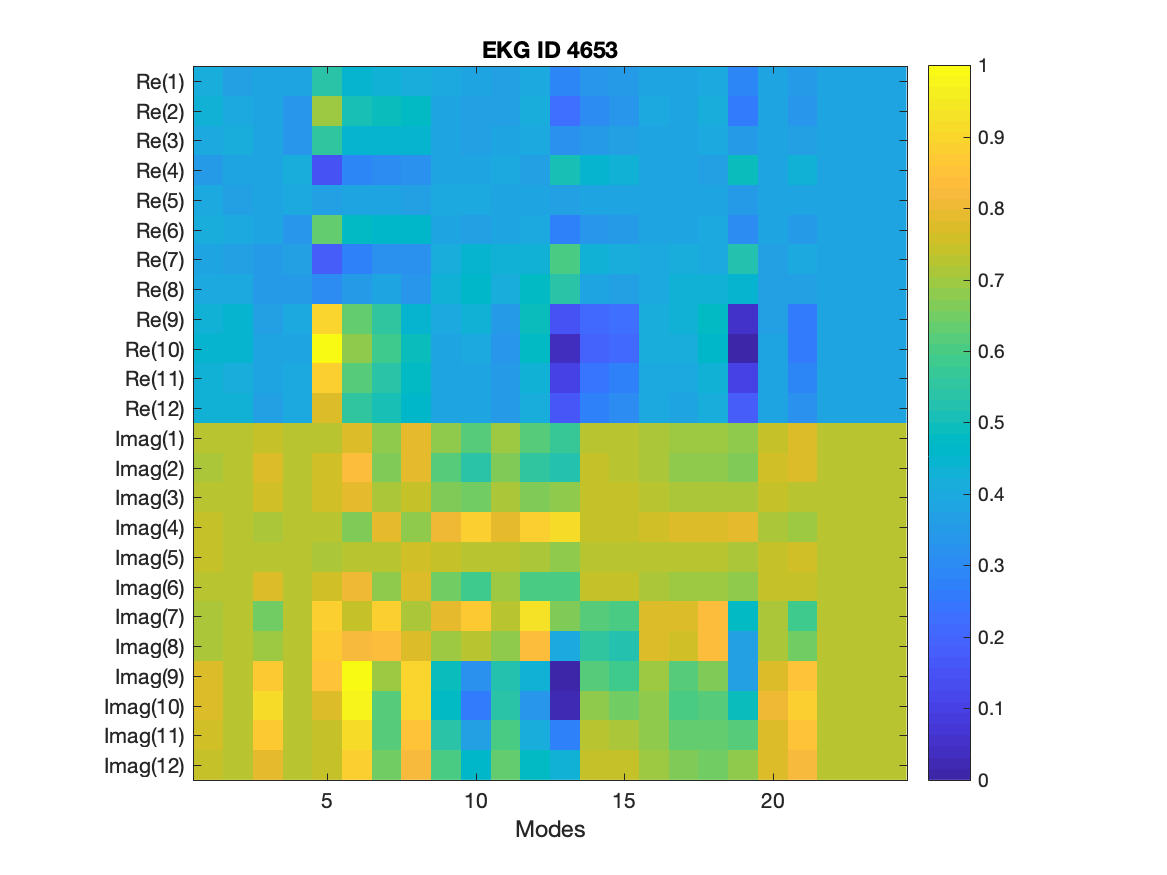 EKG ID 4653
Re(1)
Re(2)
Re(3)
Re(4)
Re(5)
Re(6)
Re(7)
Re(8)
Re(9)
Re(10)
Re(11)
Re(12)
Imag(1)
Imag(2)
Imag(3)
Imag(4)
Imag(5)
Imag(6)
Imag(7)
Imag(8)
Imag(9)
Imag(10)
Imag(11)
Imag(12)
5 10 15 20
Modes
1
0.9
0.8
0.7
0.6
0.5
0.4
0.3
0.2
0.1
0